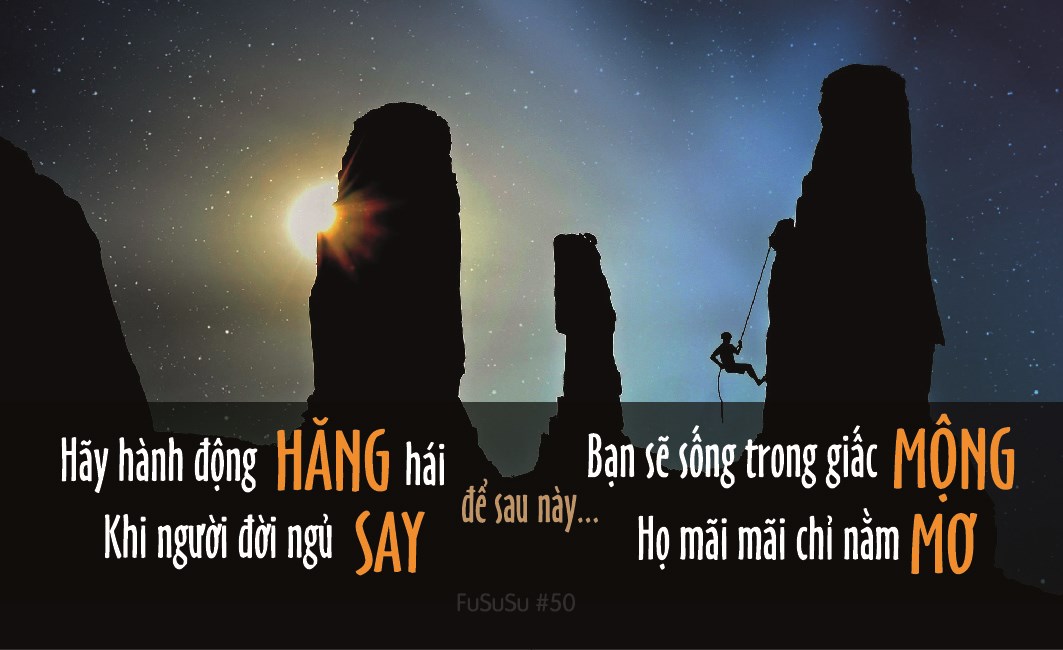 Hãy hành động HĂNG hái
Khi người đời ngủ SAY
để sau này...
Bạn sẽ sống trong giấc MỘNG
Họ mãi mãi chỉ nằm MƠ
FuSuSu #50